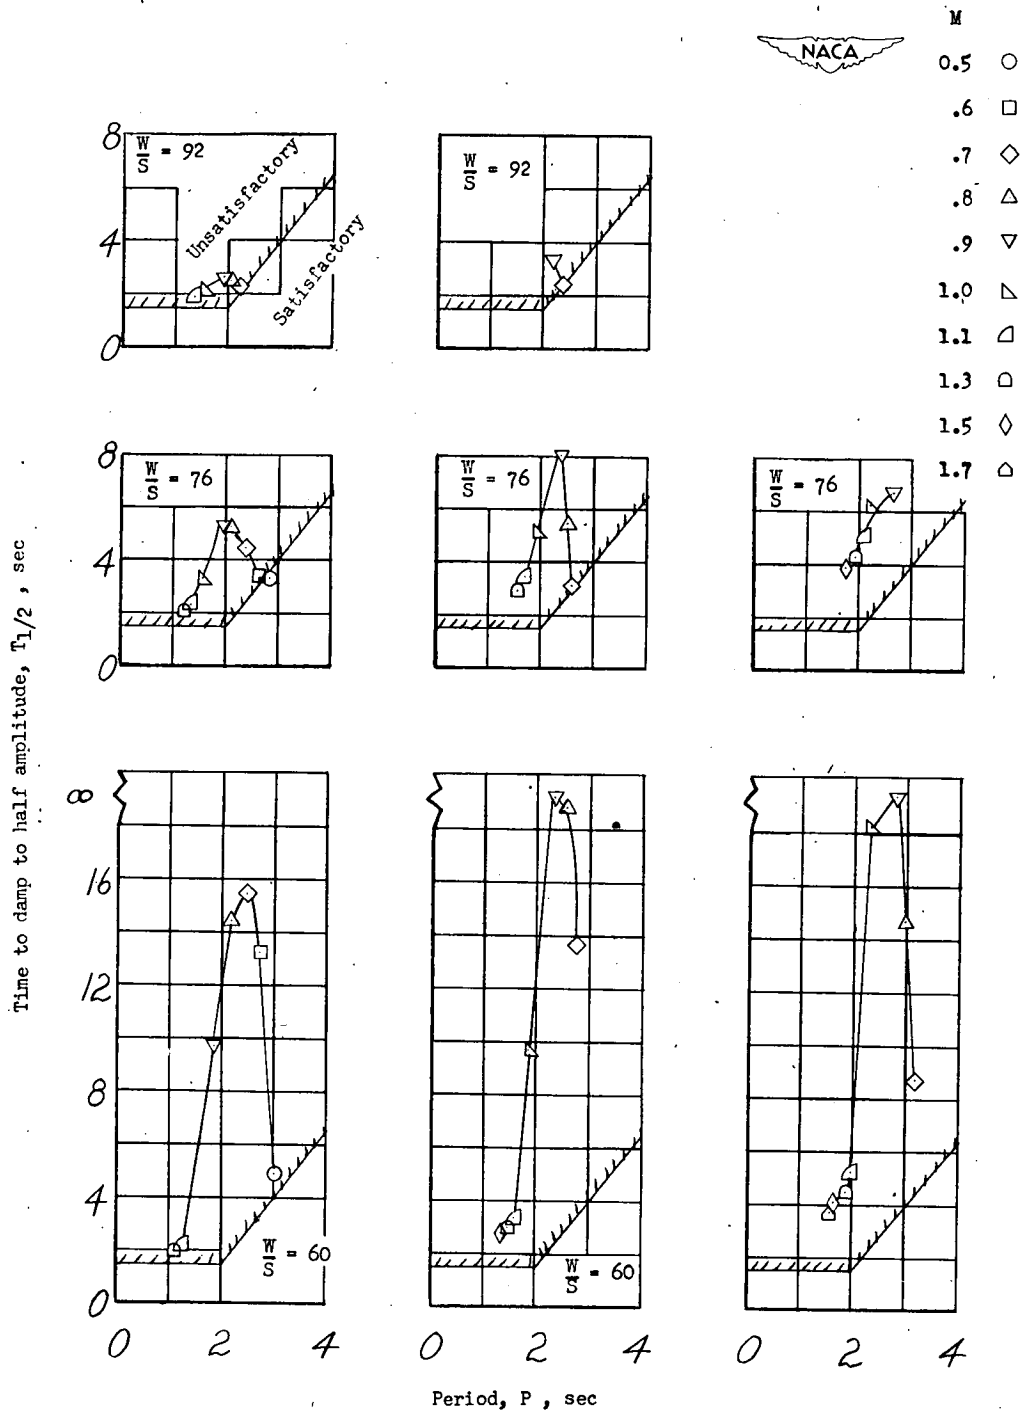 M
NACA
0.5
.6
.7
.8
.9
1.0
1.1
1.3
1.5
1.7
8
4
0
W/S = 92
Unsatisfactory
Satisfactory
W/S = 92
8
4
0
W/S = 76
W/S = 76
W/S = 76
Time to damp to half amplitude, T1/2 , sec
∞
16
12
8
4
0
W/S = 60
W/S = 60
0 2 4
0 2 4
0 2 4
Period, P , sec